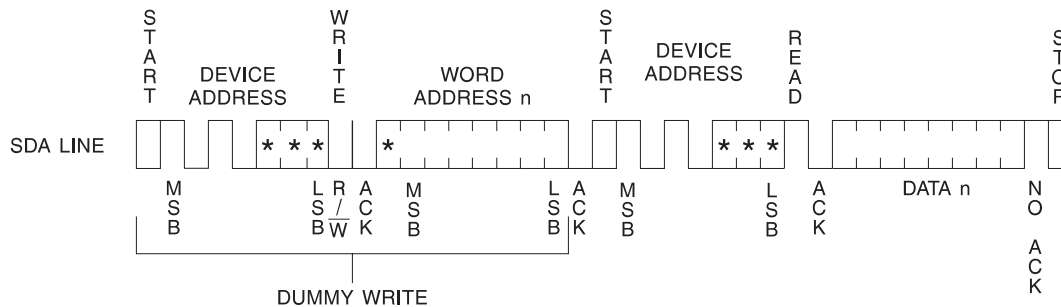 START
WRITE
START
READ
STOP
DEVICE
ADDRESS
WORD
ADDRESS n
DEVICE
ADDRESS
SDA LINE
* * *
*
* * *
MSB
LSB
R/W
ACK
MSB
LSB
ACK
MSB
LSB
ACK
DATA n
NO ACK
DUMMY WRITE